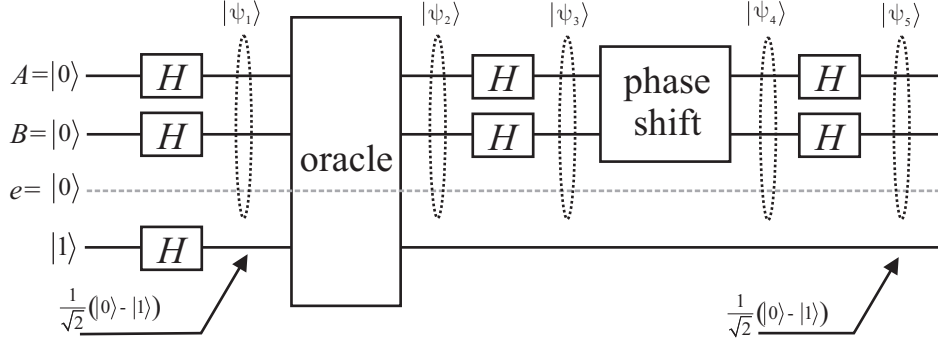 |ψ₁⟩ |ψ₂⟩ |ψ₃⟩ |ψ₄⟩ |ψ₅⟩
A=|0⟩ H H H
phase
shift
B=|0⟩ H H H
oracle
e= |0⟩
|1⟩ H
1/√2(|0⟩-|1⟩) 1/√2(|0⟩-|1⟩)